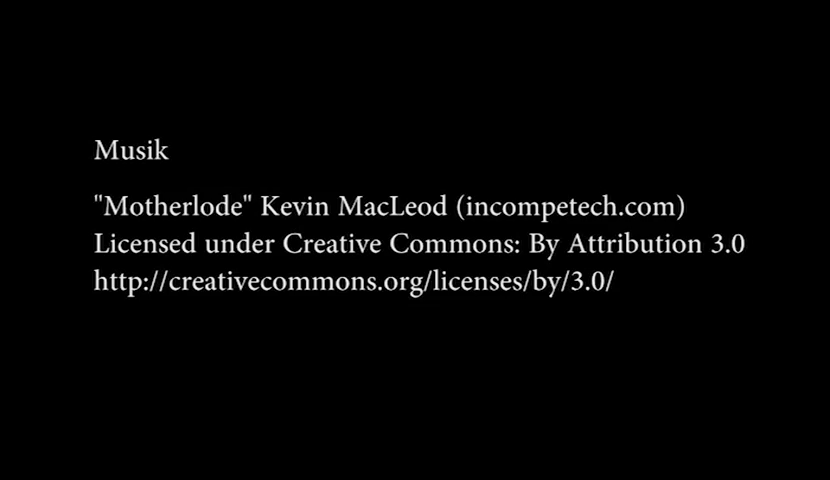 Musik
"Motherlode" Kevin MacLeod (incompetech.com)
Licensed under Creative Commons: By Attribution 3.0
http://creativecommons.org/licenses/by/3.0/